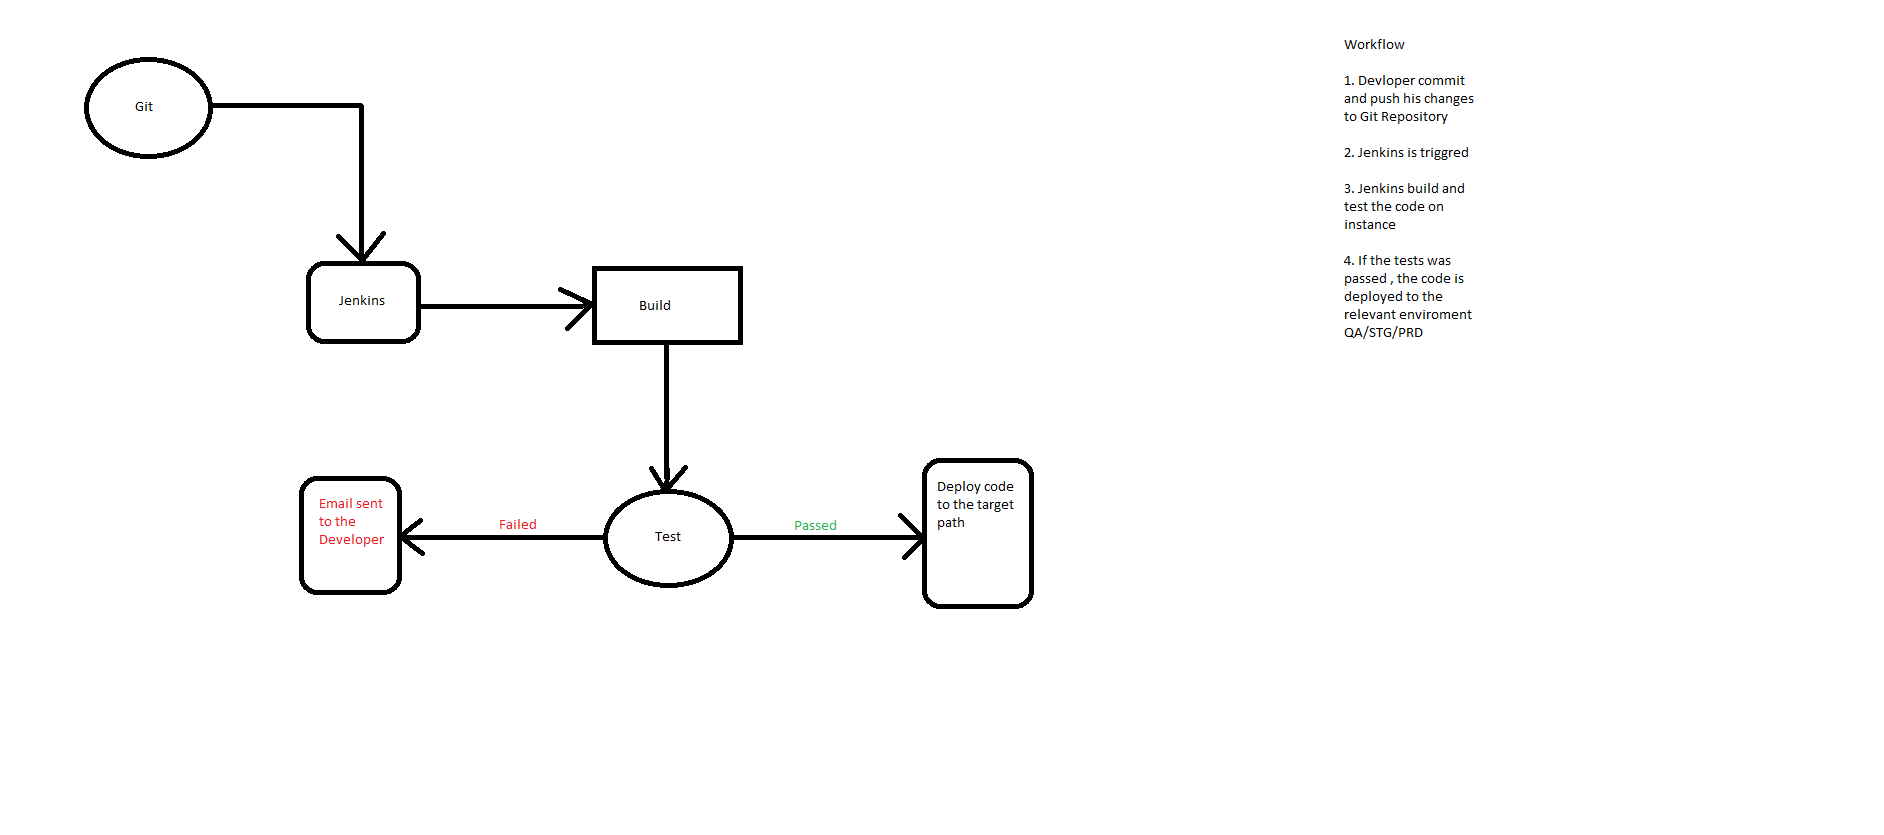 Git
Jenkins
Build
Email sent
to the
Developer
Failed
Test
Passed
Deploy code
to the target
path
Workflow
1. Devloper commit
and push his changes
to Git Repository
2. Jenkins is triggred
3. Jenkins build and
test the code on
instance
4. If the tests was
passed , the code is
deployed to the
relevant enviroment
QA/STG/PRD